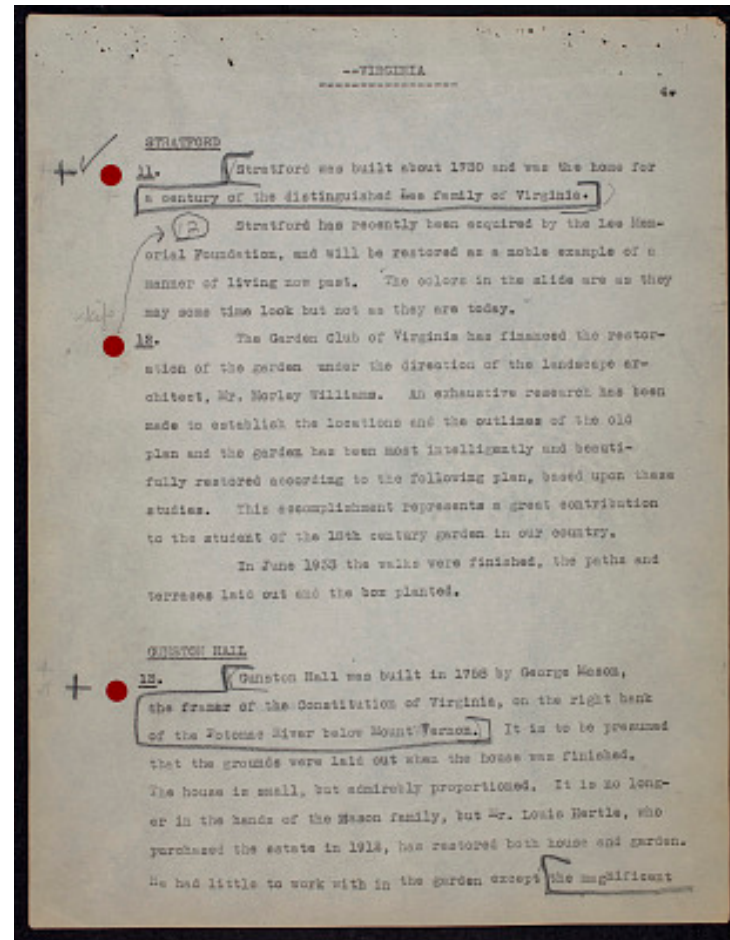 --VIRGINIA
4.
STRATFORD
11. Stratford was built about 1730 and was the home for
a century of the distinguished Lee family of Virginia.
12 Stratford has recently been acquired by the Lee Mem-
orial Foundation, and will be restored as a noble example of a
manner of living now past. The colors in the slide are as they
may some time look but not as they are today.
12. The Garden Club of Virginia has financed the restor-
ation of the garden under the direction of the landscape ar-
chitect, Mr. Morley Williams. An exhaustive research has been
made to establish the locations and the outlines of the old
plan and the garden has been most intelligently and beauti-
fully restored according to the following plan, based upon these
studies. This accomplishment represents a great contribution
to the student of the 18th century garden in our country.
In June 1933 the walks were finished, the paths and
terraces laid out and the box planted.
GUNSTON HALL
13. Gunston Hall was built in 1758 by George Mason,
the framer of the Constitution of Virginia, on the right bank
of the Potomac River below Mount Vernon. It is to be presumed
that the grounds were laid out when the house was finished.
The house is small, but admirably proportioned. It is no long-
er in the hands of the Mason family, but Mr. Louis Hertle, who
purchased the estate in 1912, has restored both house and garden.
He had little to work with in the garden except the magnificent